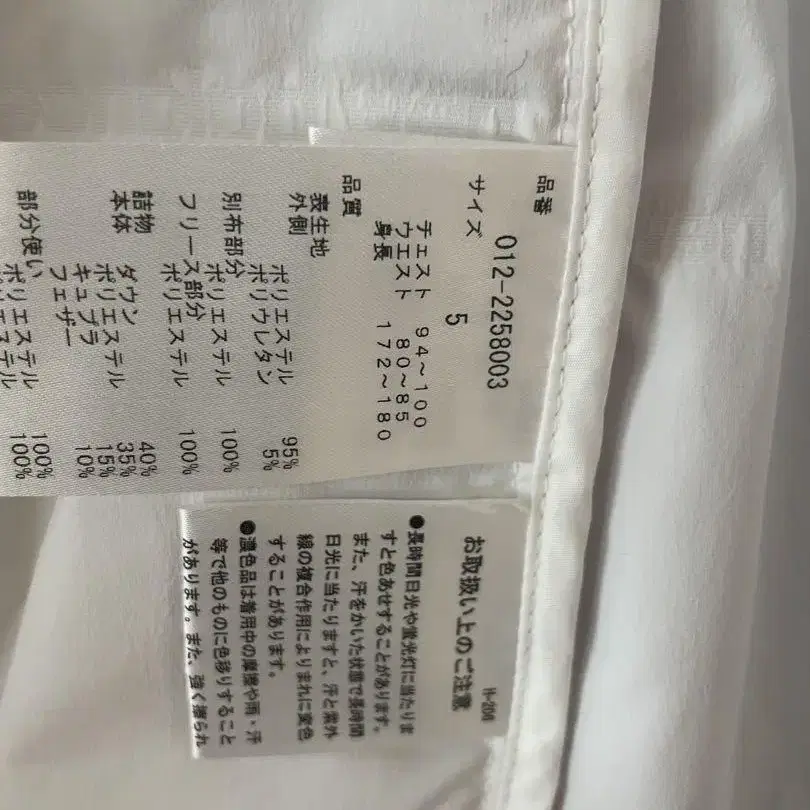 品番 012-2258003
サイズ 5
チェスト 94~100
ウエスト 80~85
身長 172~180
品質
表生地
外側 ポリエステル 95%
ポリウレタン 5%
別布部分 ポリエステル 100%
フリース部分
ポリエステル 100%
詰物
本体 ダウン 40%
ポリエステル 35%
キュプラ 15%
フェザー 10%
部分使い
ポリエステル 100%
ポリエステル 100%
H-206
お取扱い上のご注意
●長時間日光や蛍光灯に当たりま
すと色あせすることがあります。
また、汗をかいた状態で長時間
日光に当たりますと、汗と紫外
線の複合作用によりまれに変色
することがあります。
●濃色品は着用中の摩擦や雨・汗
等で他のものに色移りすること
があります。また、強く擦られ